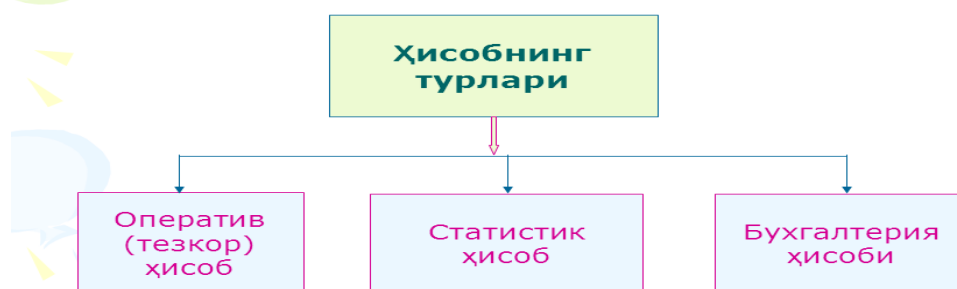 Ҳисобнинг
турлари
Оператив
(тезкор)
ҳисоб
Статистик
ҳисоб
Бухгалтерия
ҳисоби